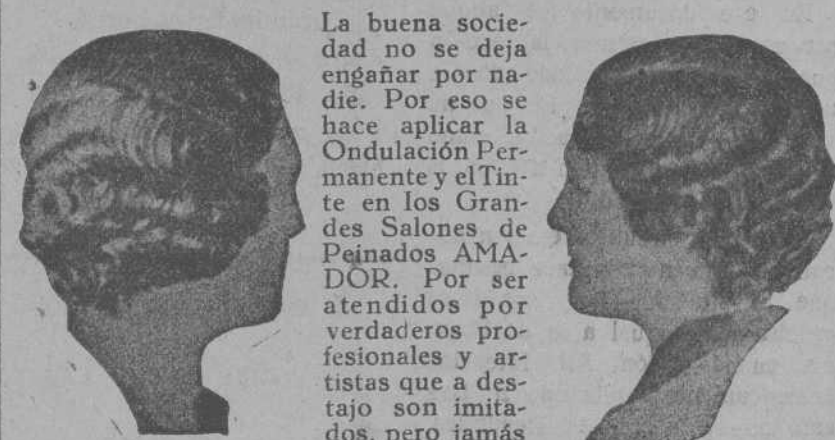 La buena socie-
dad no se deja
engañar por na-
die. Por eso se
hace aplicar la
Ondulación Per-
manente y el Tin-
te en los Gran-
des Salones de
Peinados AMA-
DOR. Por ser
atendidos por
verdaderos pro-
fesionales y ar-
tistas que a des-
tajo son imita-
dos, pero jamás